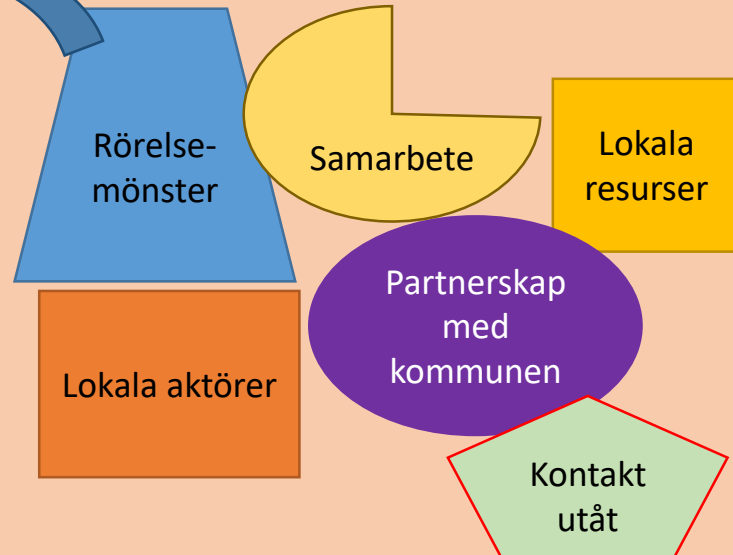 Rörelse-
mönster
Samarbete
Lokala
resurser
Partnerskap
med
kommunen
Lokala aktörer
Kontakt
utåt